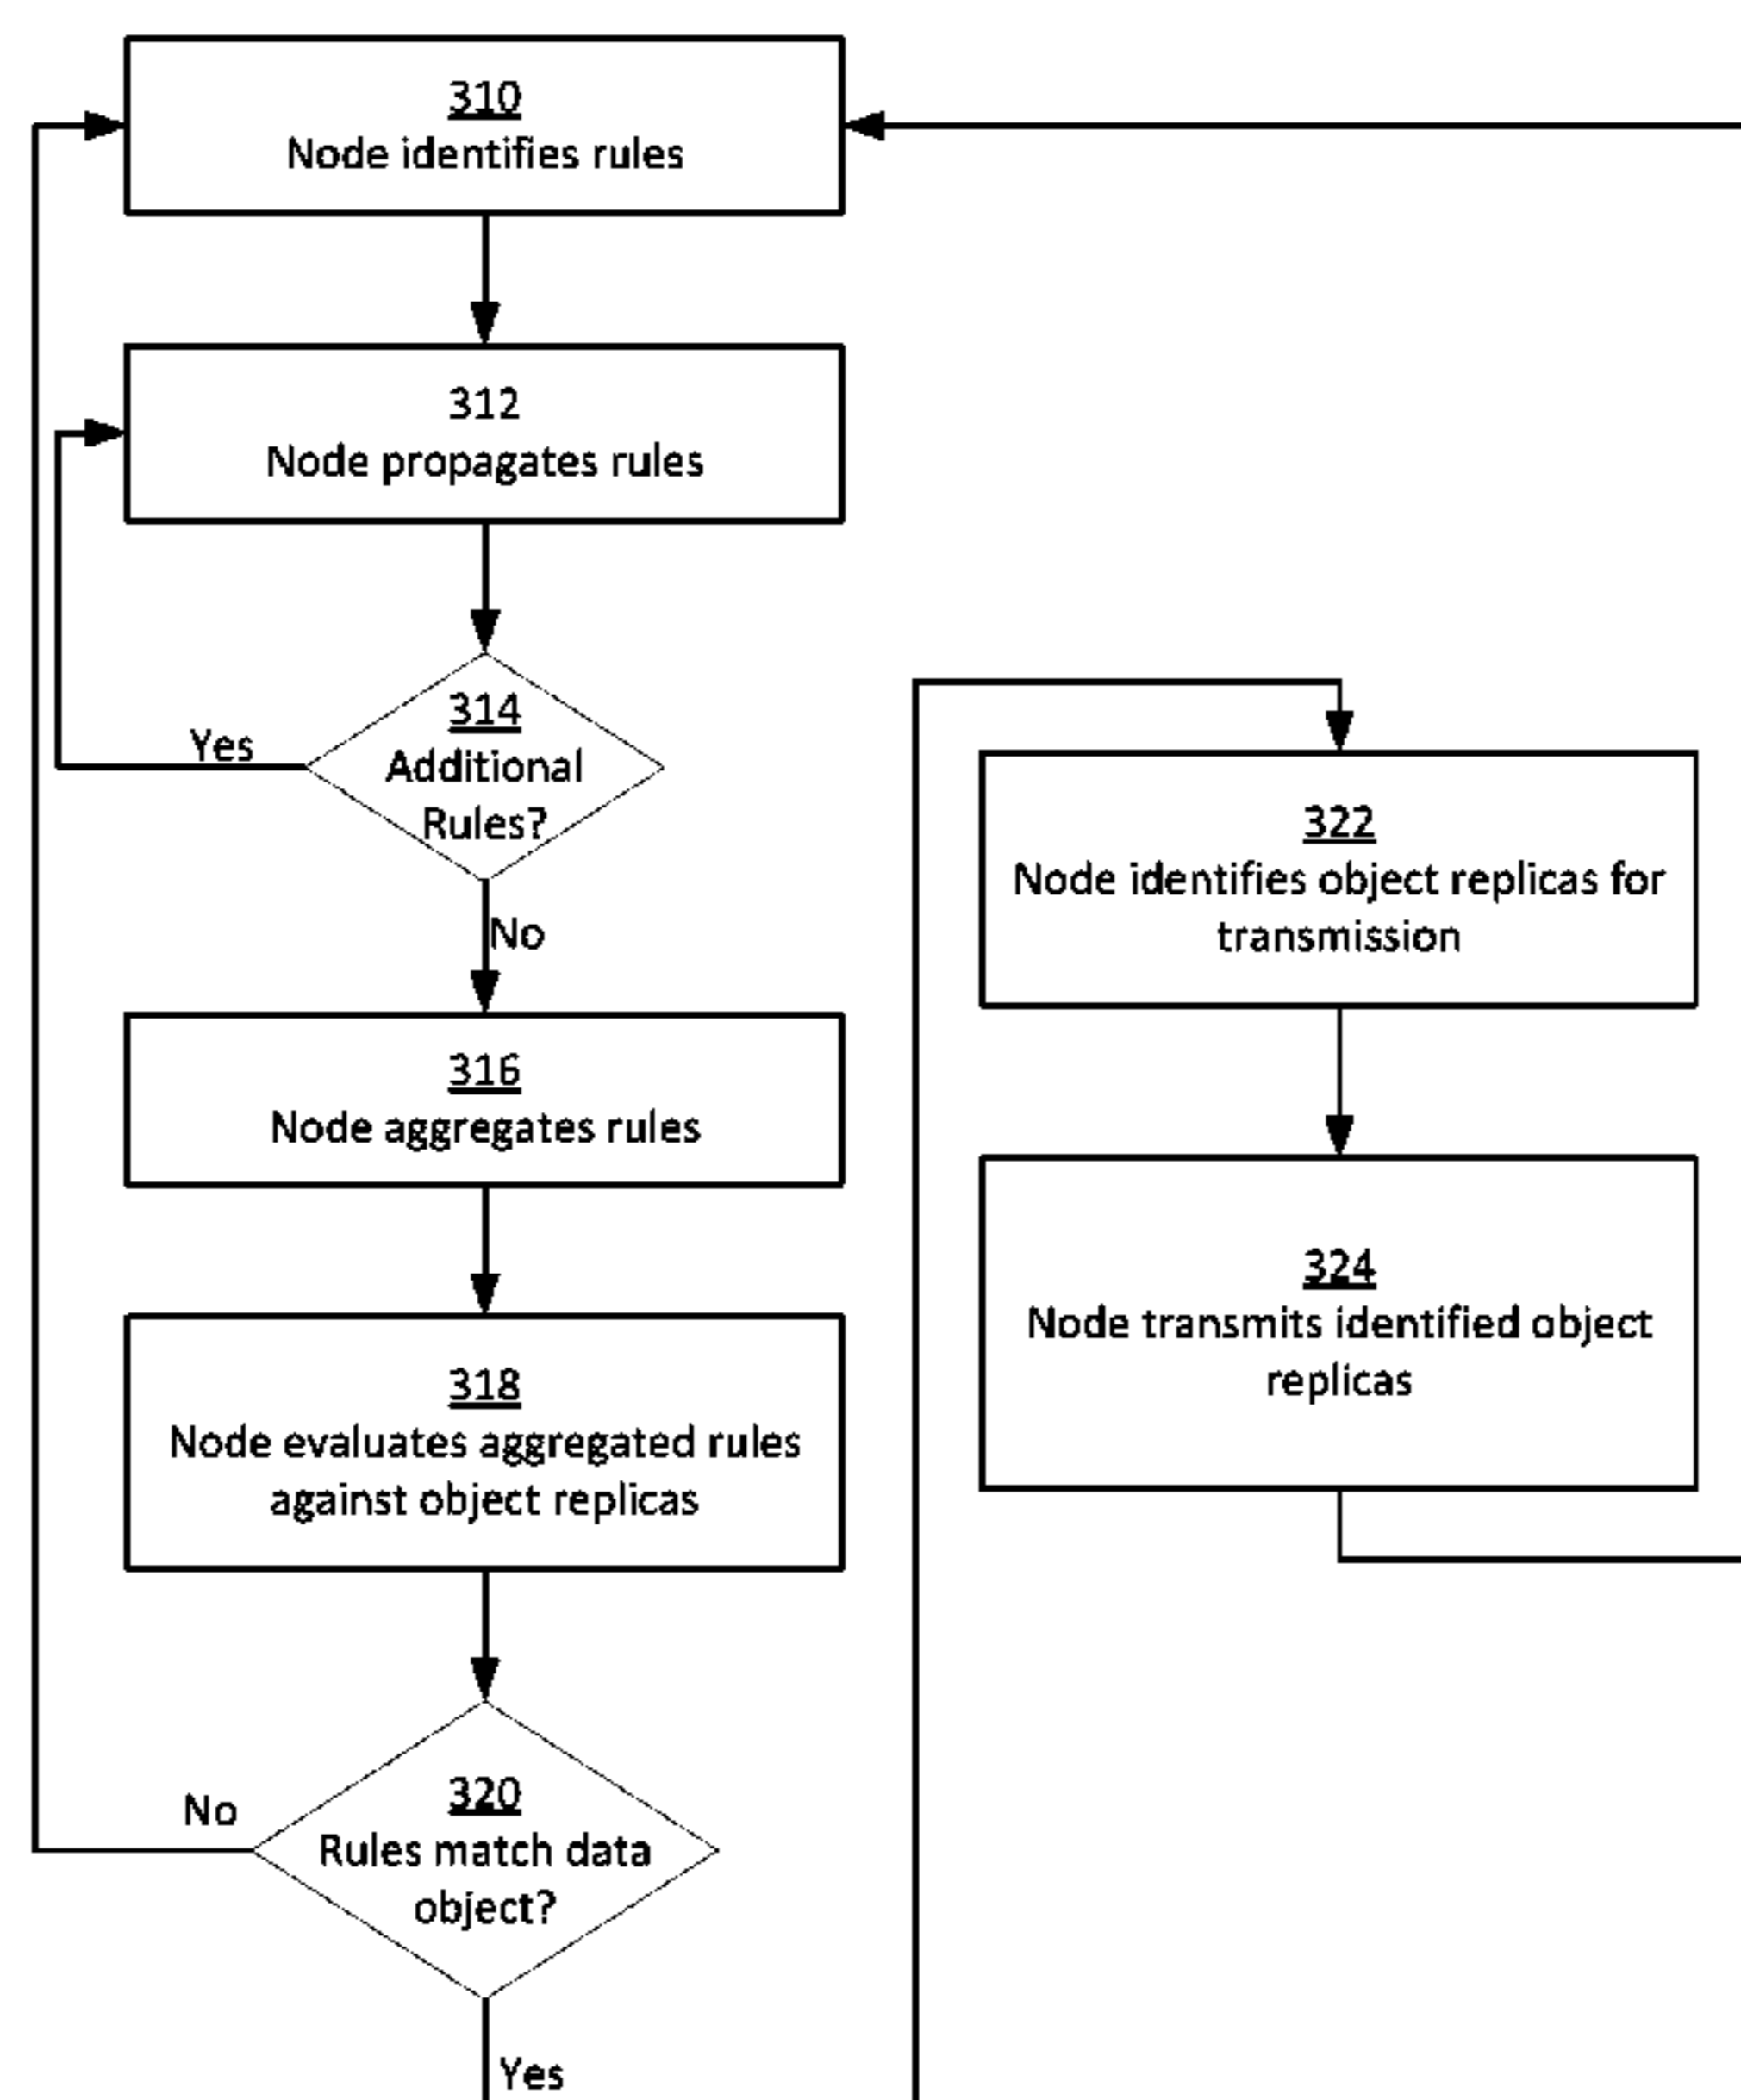 310
Node identifies rules
312
Node propagates rules
314
Additional
Rules?
Yes
No
316
Node aggregates rules
318
Node evaluates aggregated rules
against object replicas
320
Rules match data
object?
No
Yes
322
Node identifies object replicas for
transmission
324
Node transmits identified object
replicas